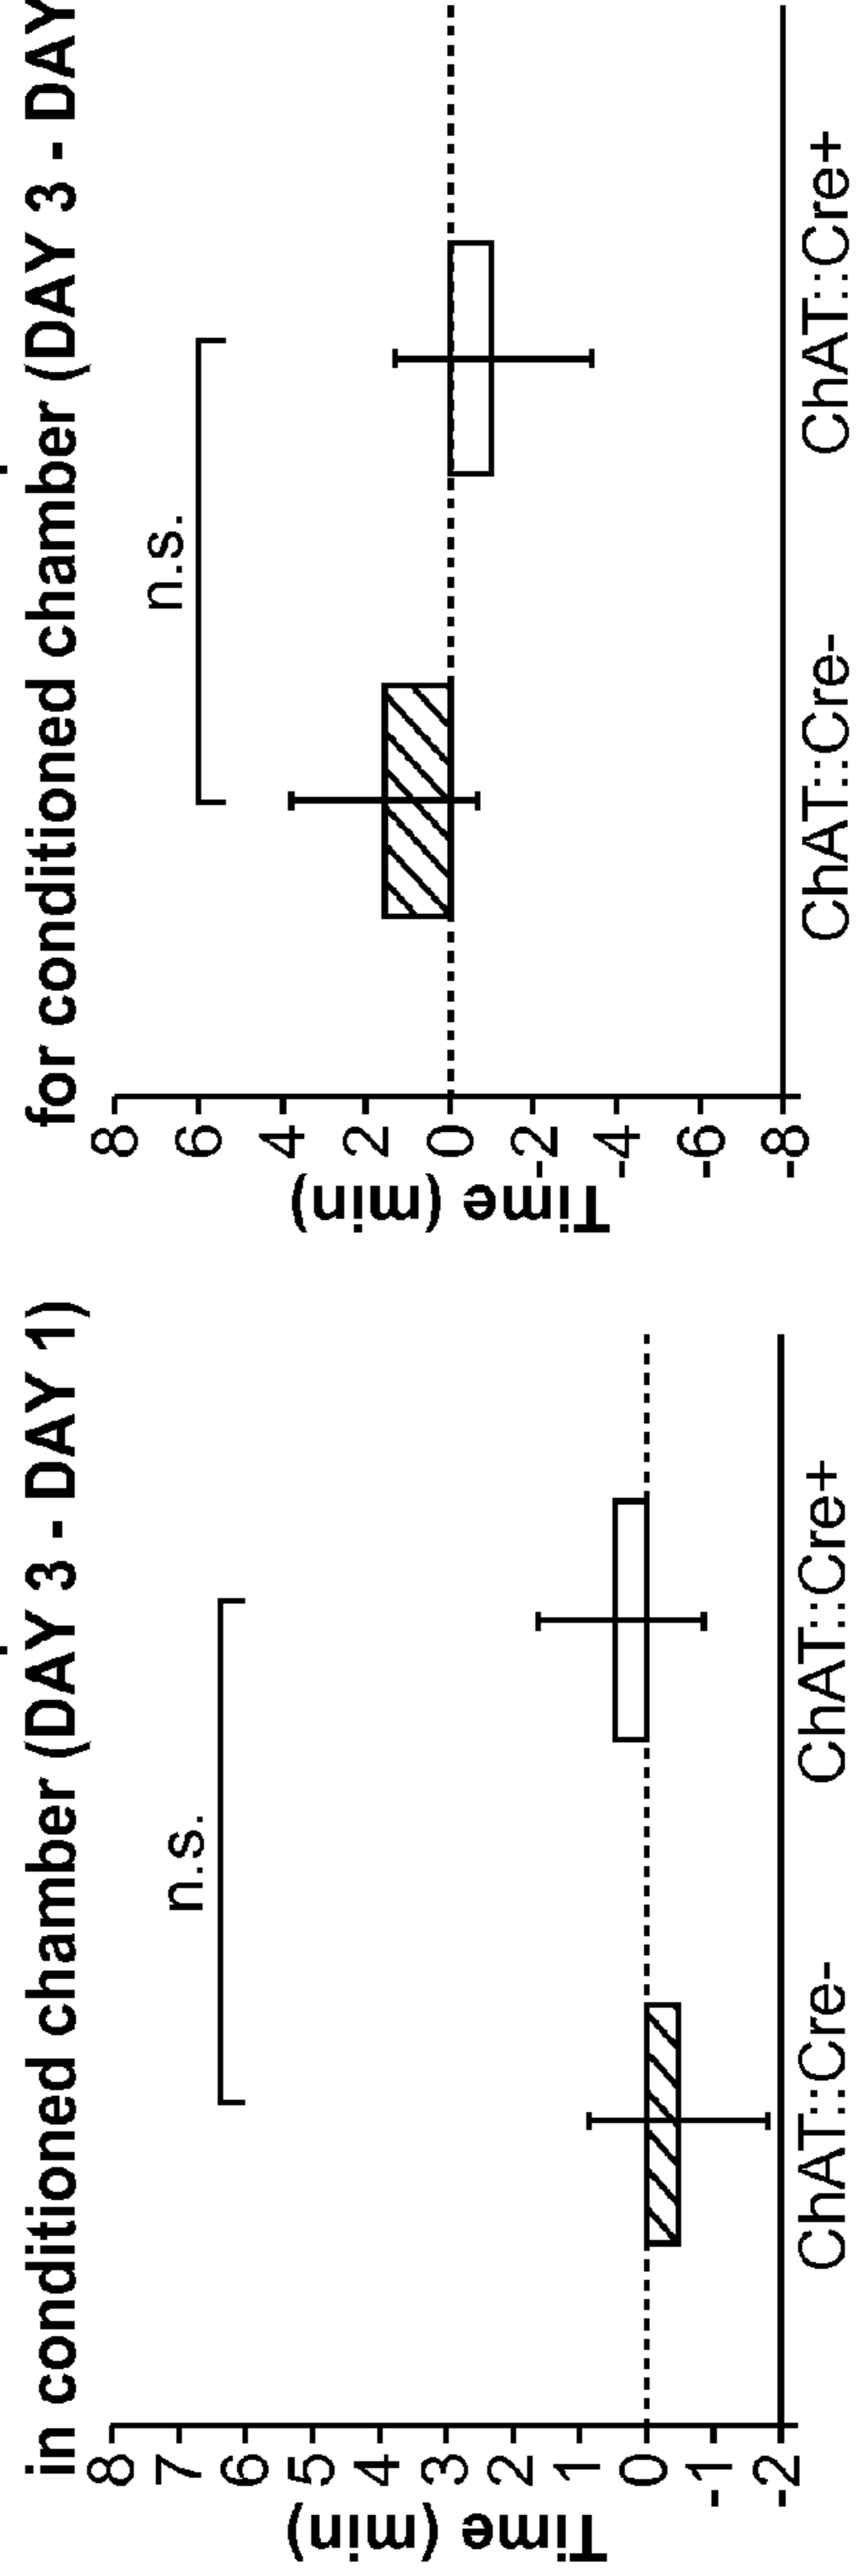 in conditioned chamber (DAY 3 - DAY 1)
n.s.
8
7
6
5
4
3
2
1
0
-1
-2
Time (min)
ChAT::Cre-
ChAT::Cre+
for conditioned chamber (DAY 3 - DAY
n.s.
8
6
4
2
0
-2
-4
-6
-8
Time (min)
ChAT::Cre-
ChAT::Cre+